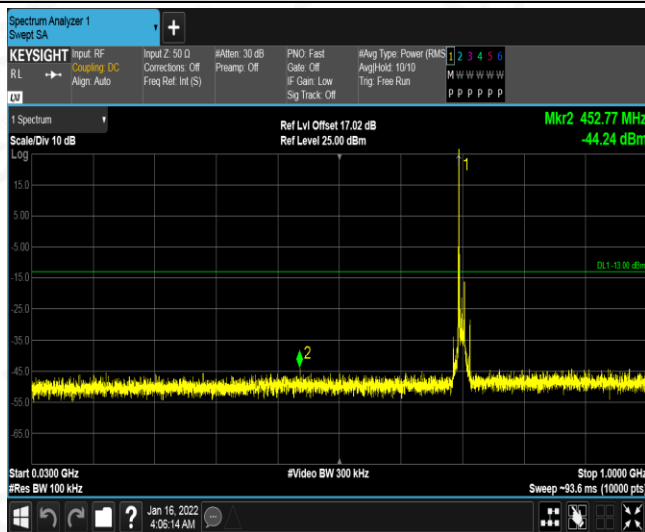 Spectrum Analyzer 1
Swept SA
+
KEYSIGHT
RL
LXI
Input: RF
Coupling: DC
Align: Auto
Input Z: 50 Ω
Corrections: Off
Freq Ref: Int (S)
#Atten: 30 dB
Preamp: Off
PNO: Fast
Gate: Off
IF Gain: Low
Sig Track: Off
#Avg Type: Power (RMS
Avg|Hold: 10/10
Trig: Free Run
1 2 3 4 5 6
M W W W W W
P P P P P P
1 Spectrum
Scale/Div 10 dB
Log
Ref Lvl Offset 17.02 dB
Ref Level 25.00 dBm
Mkr2 452.77 MHz
-44.24 dBm
1
15.0
5.00
-5.00
DL1 -13.00 dBm
-15.0
-25.0
-35.0
2
-45.0
-55.0
-65.0
Start 0.0300 GHz
#Res BW 100 kHz
#Video BW 300 kHz
Stop 1.0000 GHz
Sweep ~93.6 ms (10000 pts)
?
Jan 16, 2022
4:06:14 AM